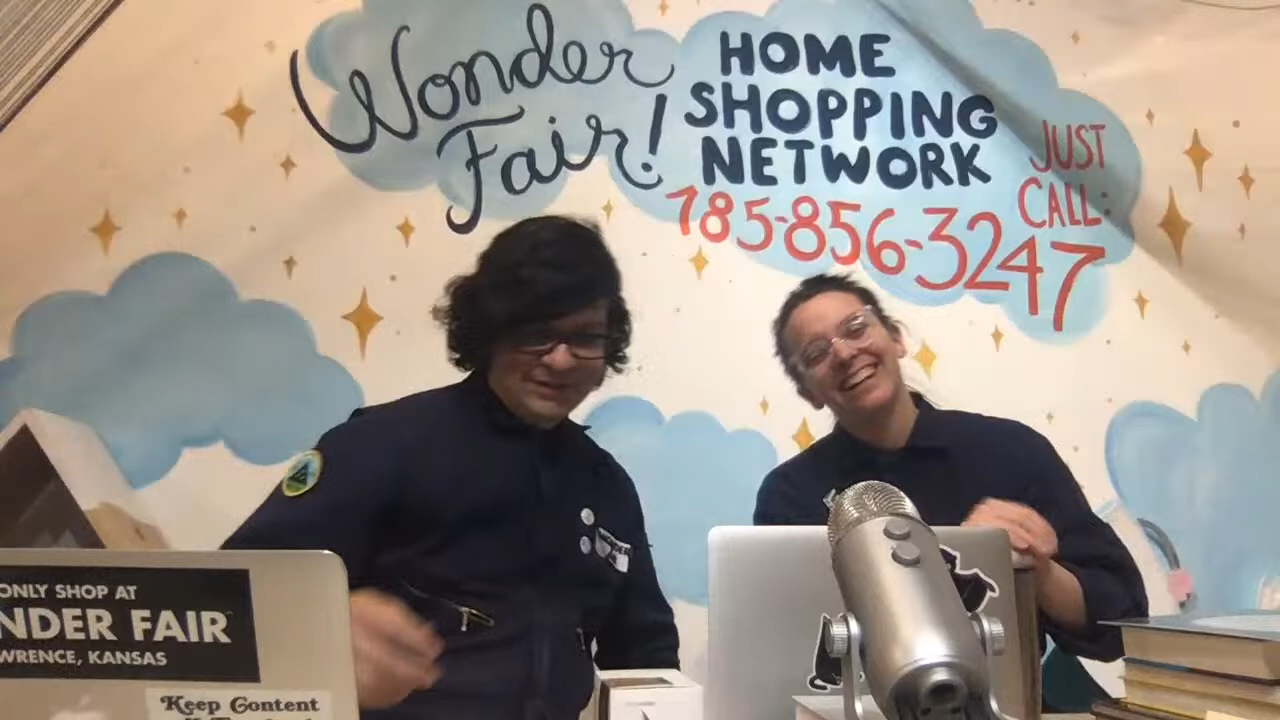 Wonder
Fair!
HOME
SHOPPING
NETWORK
JUST
CALL:
785-856-3247
ONLY SHOP AT
NDER FAIR
WRENCE, KANSAS
Keep Content